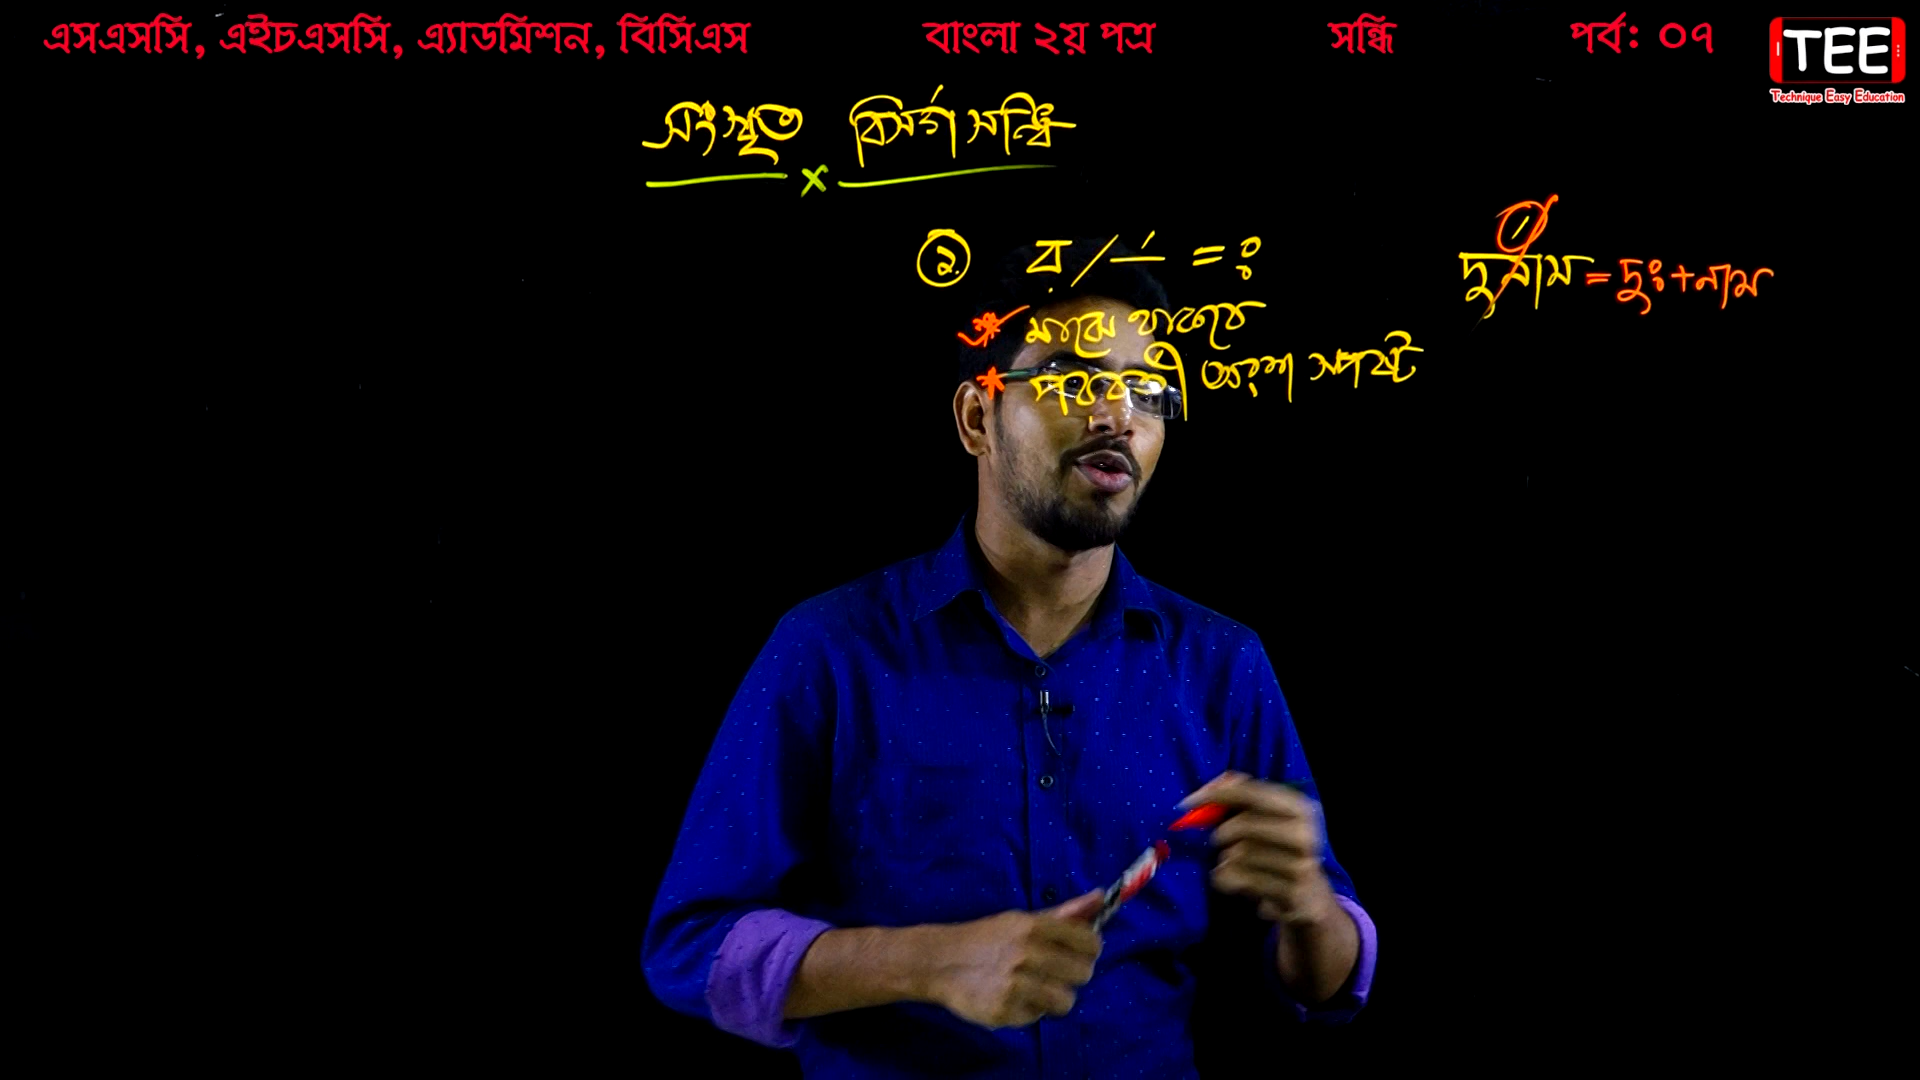 এসএসসি, এইচএসসি, এ্যাডমিশন, বিসিএস বাংলা ২য় পত্র সন্ধি পর্ব: ০৭
TEE
Technique Easy Education
সংস্কৃত বিসর্গ সন্ধি
x
২ র / ´ = ঃ
দুর্নাম = দুঃ + নাম
* মাঝে থাকবে
* পরবর্তী অংশ স্পষ্ট